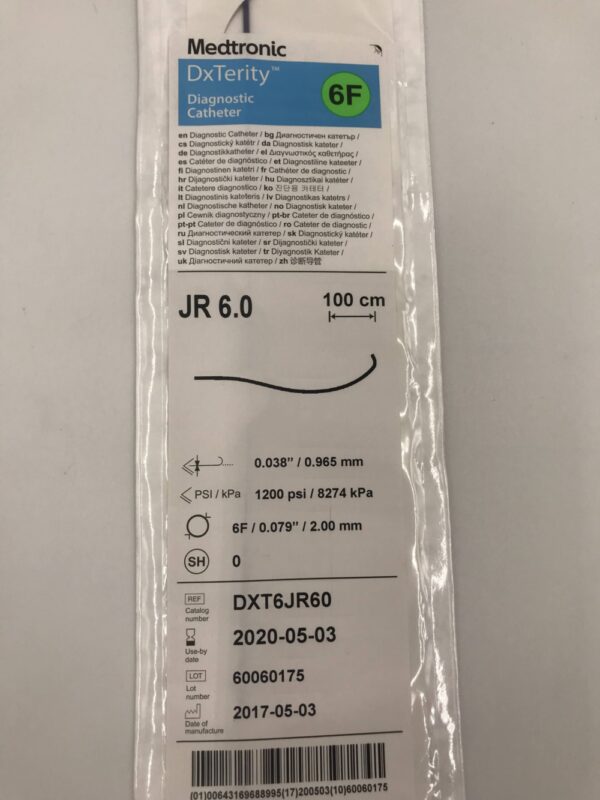 Medtronic
DxTerity™
Diagnostic
Catheter
6F
en Diagnostic Catheter / bg Диагностичен катетър /
cs Diagnostický katétr / da Diagnostisk kateter /
de Diagnostikkatheter / el Διαγνωστικός καθετήρας /
es Catéter de diagnóstico / et Diagnostiline kateeter /
fi Diagnostinen katetri / fr Cathéter de diagnostic /
hr Dijagnostički kateter / hu Diagnosztikai katéter /
it Catetere diagnostico / ko 진단용 카테터 /
lt Diagnostinis kateteris / lv Diagnostikas katetrs /
nl Diagnostische katheter / no Diagnostisk kateter /
pl Cewnik diagnostyczny / pt-br Cateter de diagnóstico /
pt-pt Cateter de diagnóstico / ro Cateter de diagnostic /
ru Диагностический катетер / sk Diagnostický katéter /
sl Diagnostični kateter / sr Dijagnostički kateter /
sv Diagnostisk kateter / tr Diyagnostik Kateter /
uk Діагностичний катетер / zh 诊断导管
JR 6.0
100 cm
0.038" / 0.965 mm
PSI / kPa 1200 psi / 8274 kPa
6F / 0.079" / 2.00 mm
SH 0
REF
Catalog
number
DXT6JR60
Use-by
date
2020-05-03
LOT
Lot
number
60060175
Date of
manufacture
2017-05-03
(01)00643169688995(17)200503(10)60060175